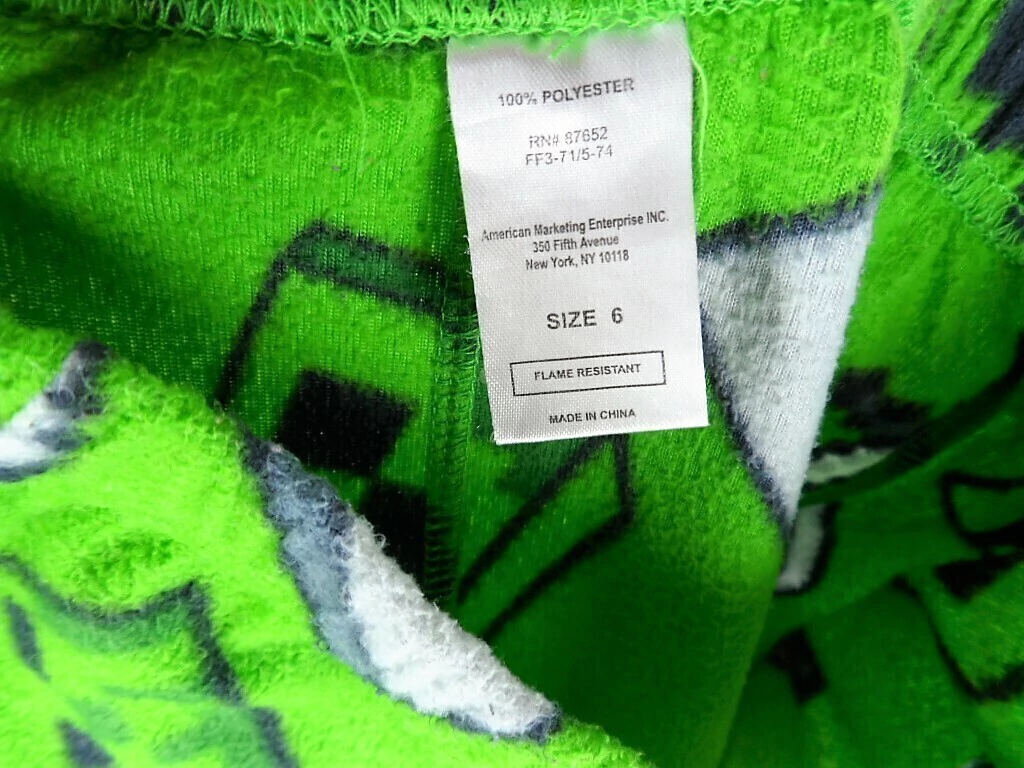 100% POLYESTER
RN# 87652
FF3-71/5-74
American Marketing Enterprise INC.
350 Fifth Avenue
New York, NY 10118
SIZE 6
FLAME RESISTANT
MADE IN CHINA